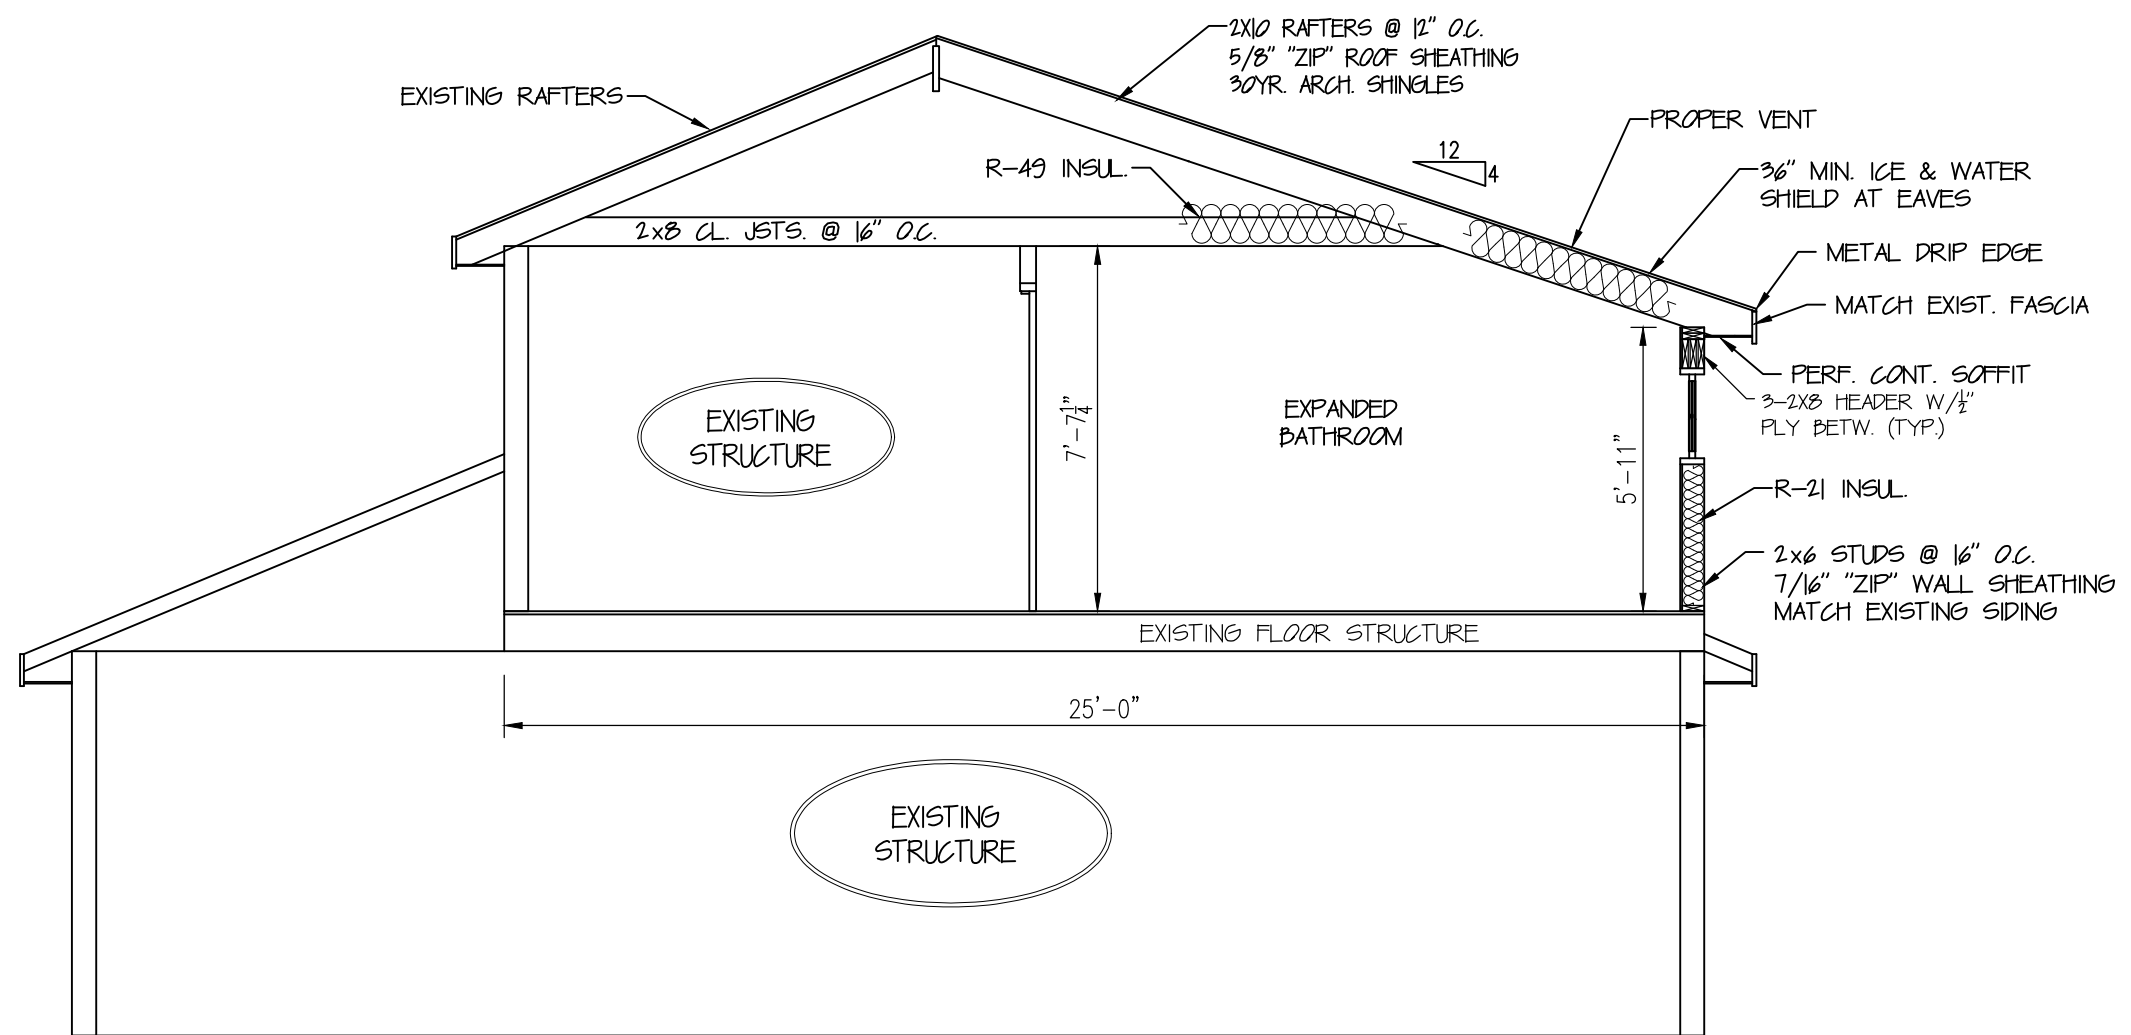 2X10 RAFTERS @ 12" O.C.
5/8" "ZIP" ROOF SHEATHING
30YR. ARCH. SHINGLES
EXISTING RAFTERS
PROPER VENT
12
4
R-49 INSUL.
36" MIN. ICE & WATER
SHIELD AT EAVES
2x8 CL. JSTS. @ 16" O.C.
METAL DRIP EDGE
MATCH EXIST. FASCIA
PERF. CONT. SOFFIT
3-2X8 HEADER W/½"
PLY BETW. (TYP.)
EXISTING
STRUCTURE
7'-7¼"
EXPANDED
BATHROOM
5'-11"
R-21 INSUL.
2x6 STUDS @ 16" O.C.
7/16" "ZIP" WALL SHEATHING
MATCH EXISTING SIDING
EXISTING FLOOR STRUCTURE
25'-0"
EXISTING
STRUCTURE